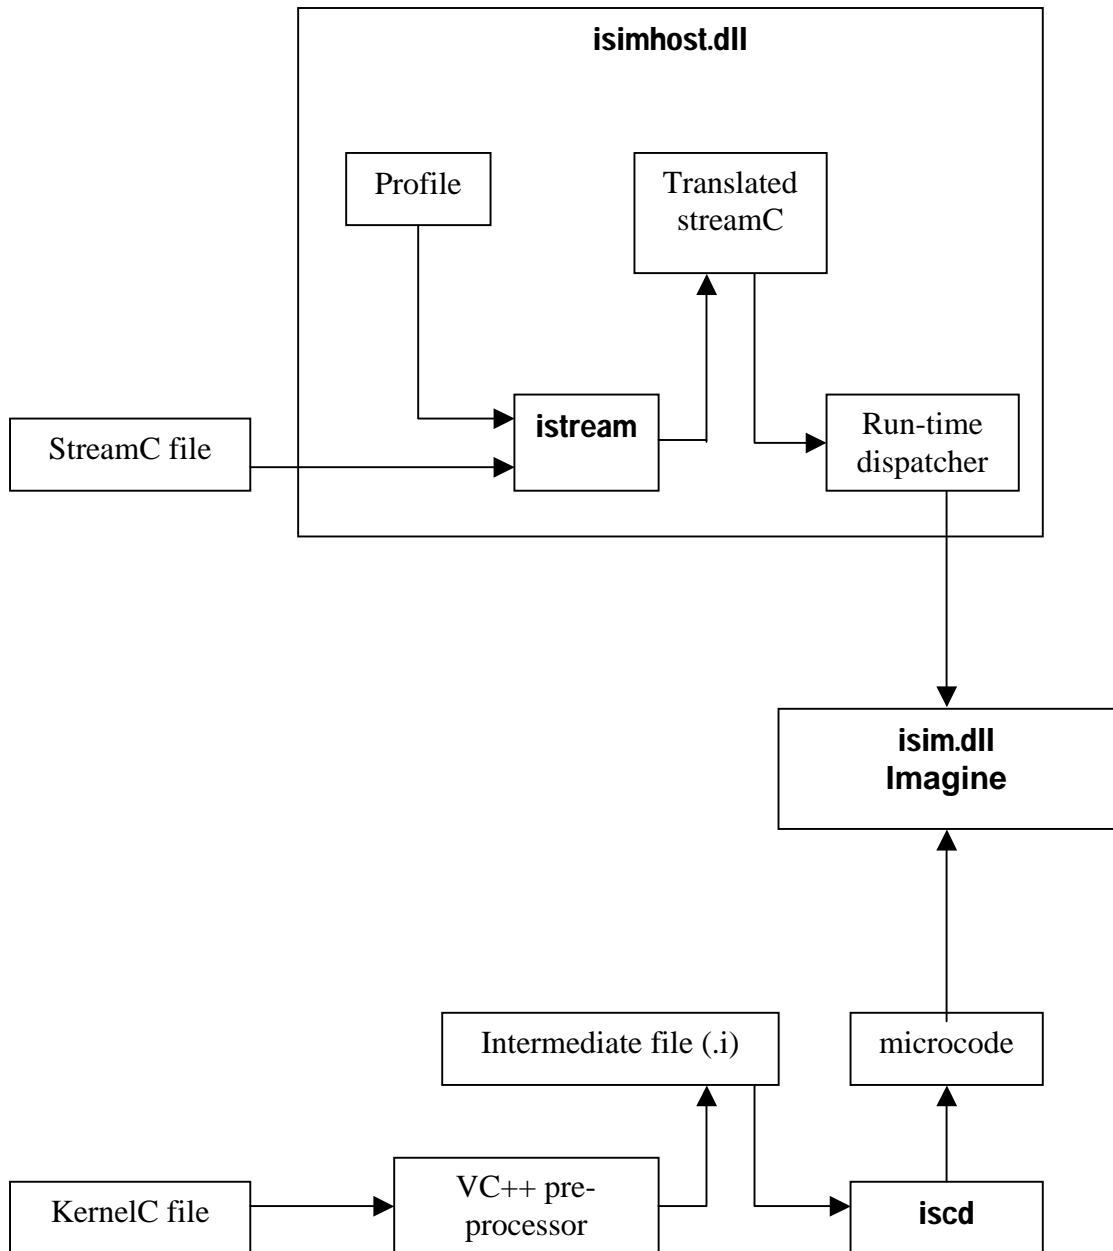 isimhost.dll
Profile
Translated
streamC
StreamC file
istream
Run-time
dispatcher
isim.dll
Imagine
Intermediate file (.i)
microcode
KernelC file
VC++ pre-
processor
iscd